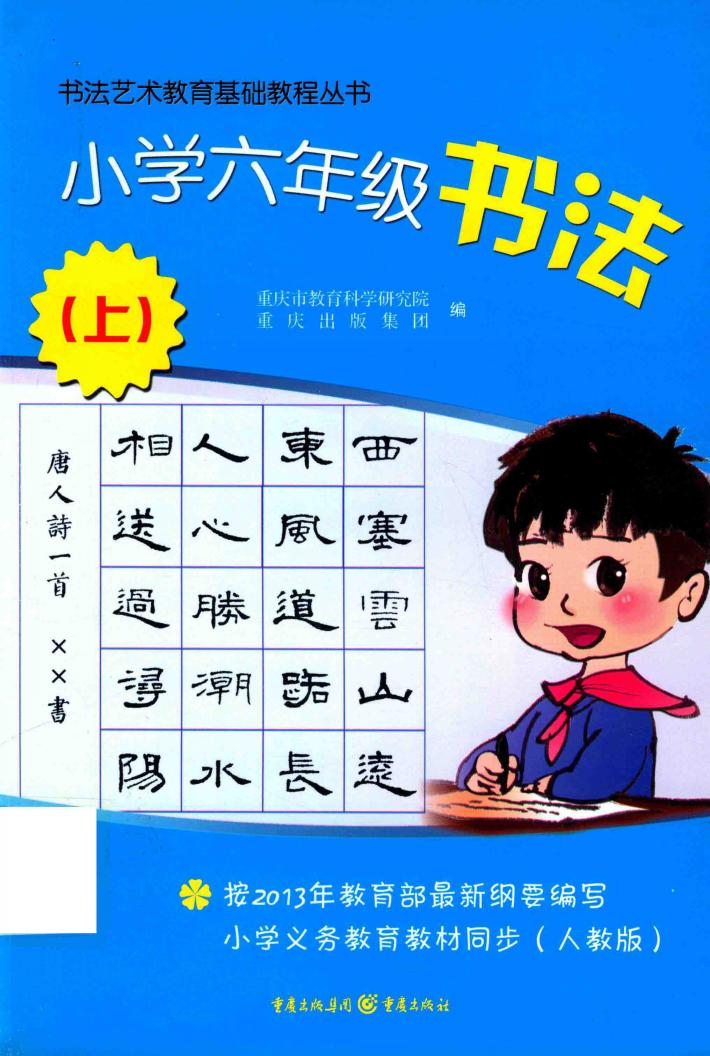 书法艺术教育基础教程丛书
小学六年级书法
(上)
重庆市教育科学研究院
重庆出版集团 编
西塞雲山遠
東風道路長
人心勝潮水
相送過潯陽
唐人詩一首 ××書
按2013年教育部最新纲要编写
小学义务教育教材同步（人教版）
重庆出版集团 重庆出版社